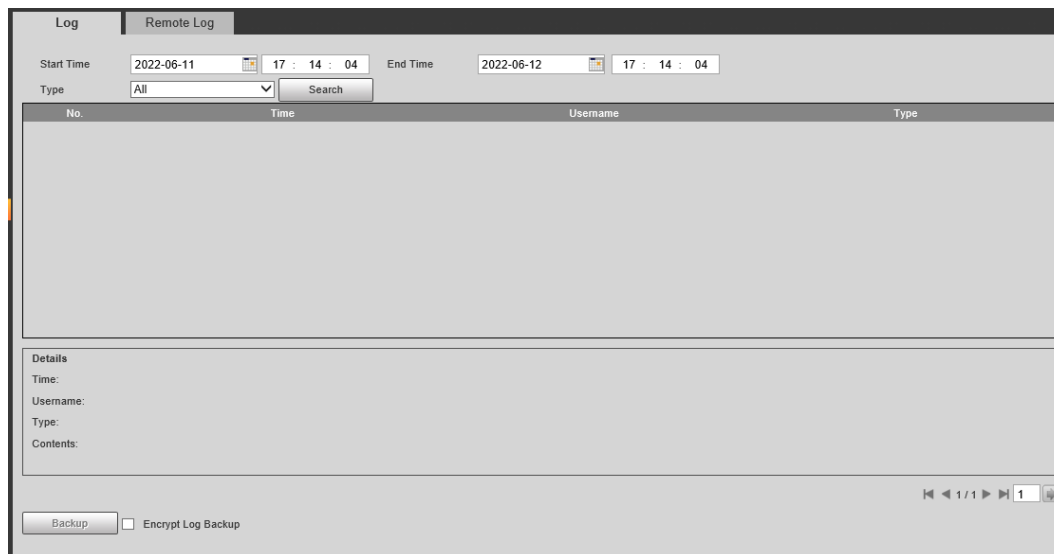 Log Remote Log
Start Time 2022-06-11 17 : 14 : 04 End Time 2022-06-12 17 : 14 : 04
Type All Search
No. Time Username Type
Details
Time:
Username:
Type:
Contents:
1 / 1 1
Backup Encrypt Log Backup